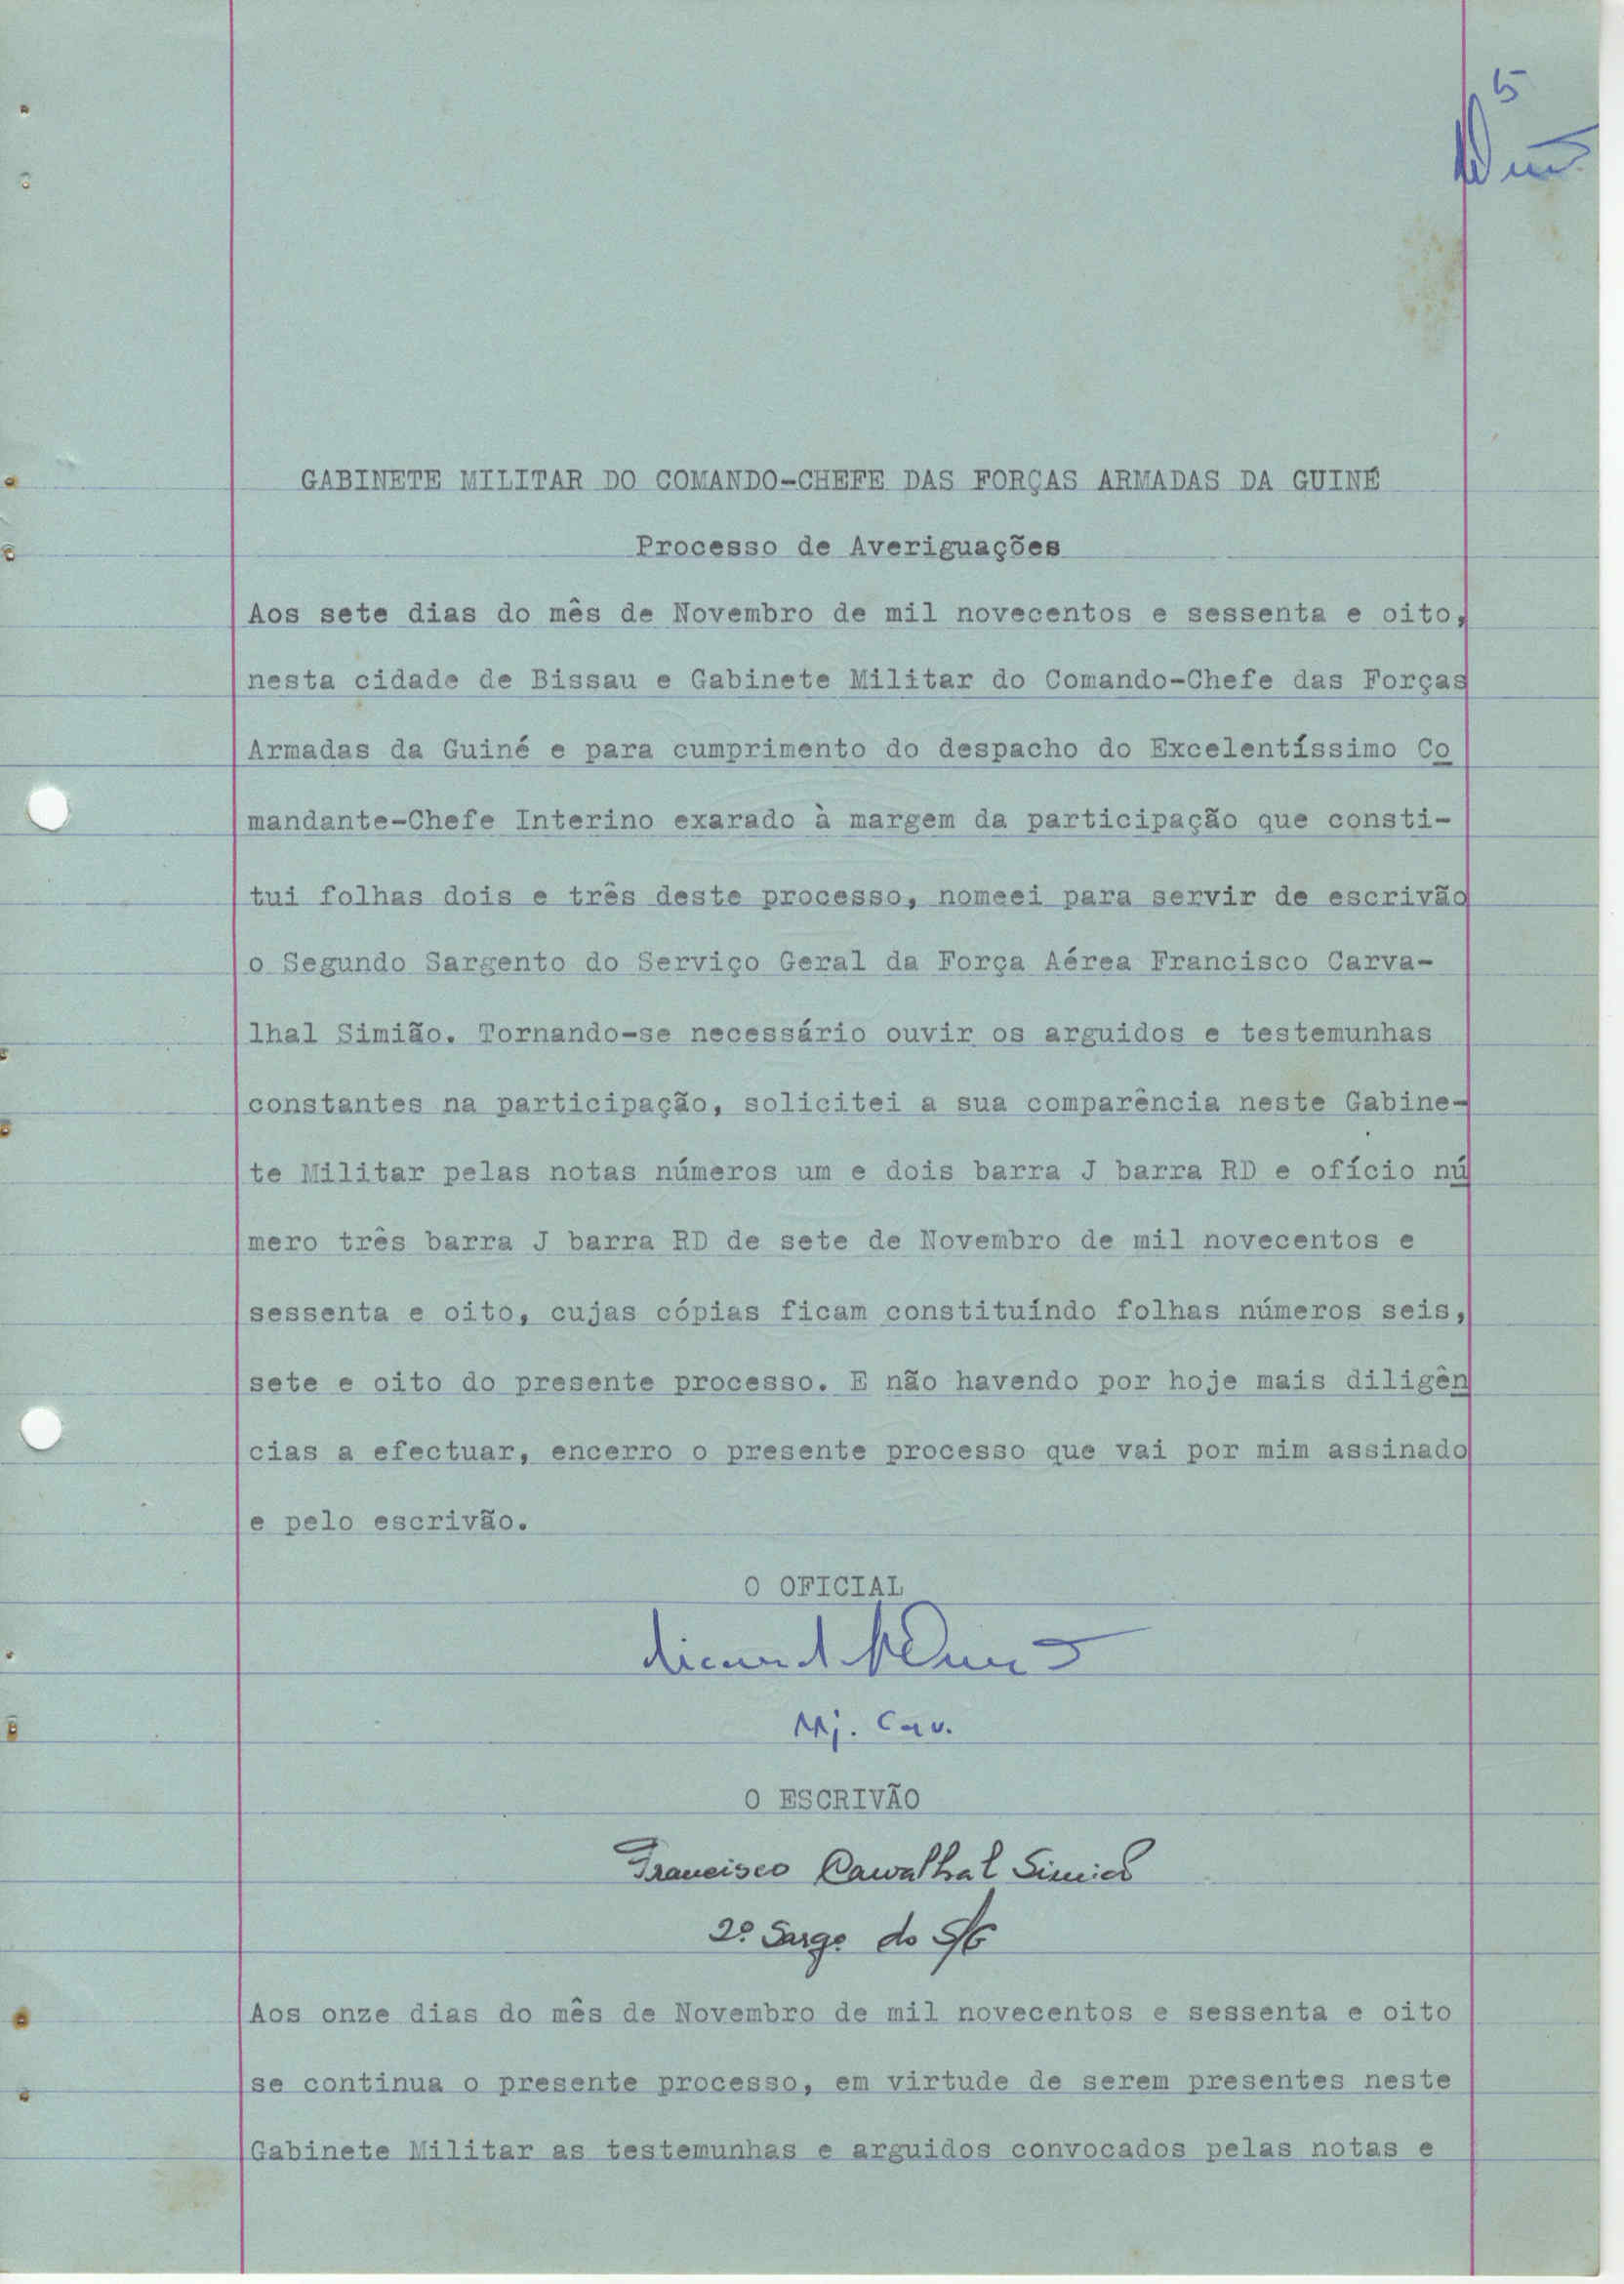 5
GABINETE MILITAR DO COMANDO-CHEFE DAS FORÇAS ARMADAS DA GUINÉ
Processo de Averiguações
Aos sete dias do mês de Novembro de mil novecentos e sessenta e oito,
nesta cidade de Bissau e Gabinete Militar do Comando-Chefe das Forças
Armadas da Guiné e para cumprimento do despacho do Excelentíssimo Co
mandante-Chefe Interino exarado à margem da participação que consti-
tui folhas dois e três deste processo, nomeei para servir de escrivão
o Segundo Sargento do Serviço Geral da Força Aérea Francisco Carva-
lhal Simião. Tornando-se necessário ouvir os arguidos e testemunhas
constantes na participação, solicitei a sua comparência neste Gabine-
te Militar pelas notas números um e dois barra J barra RD e ofício nú
mero três barra J barra RD de sete de Novembro de mil novecentos e
sessenta e oito, cujas cópias ficam constituíndo folhas números seis,
sete e oito do presente processo. E não havendo por hoje mais diligên
cias a efectuar, encerro o presente processo que vai por mim assinado
e pelo escrivão.
O OFICIAL
Mj. Cav.
O ESCRIVÃO
Francisco Carvalhal Simião
2º Sargº do S/G
Aos onze dias do mês de Novembro de mil novecentos e sessenta e oito
se continua o presente processo, em virtude de serem presentes neste
Gabinete Militar as testemunhas e arguidos convocados pelas notas e